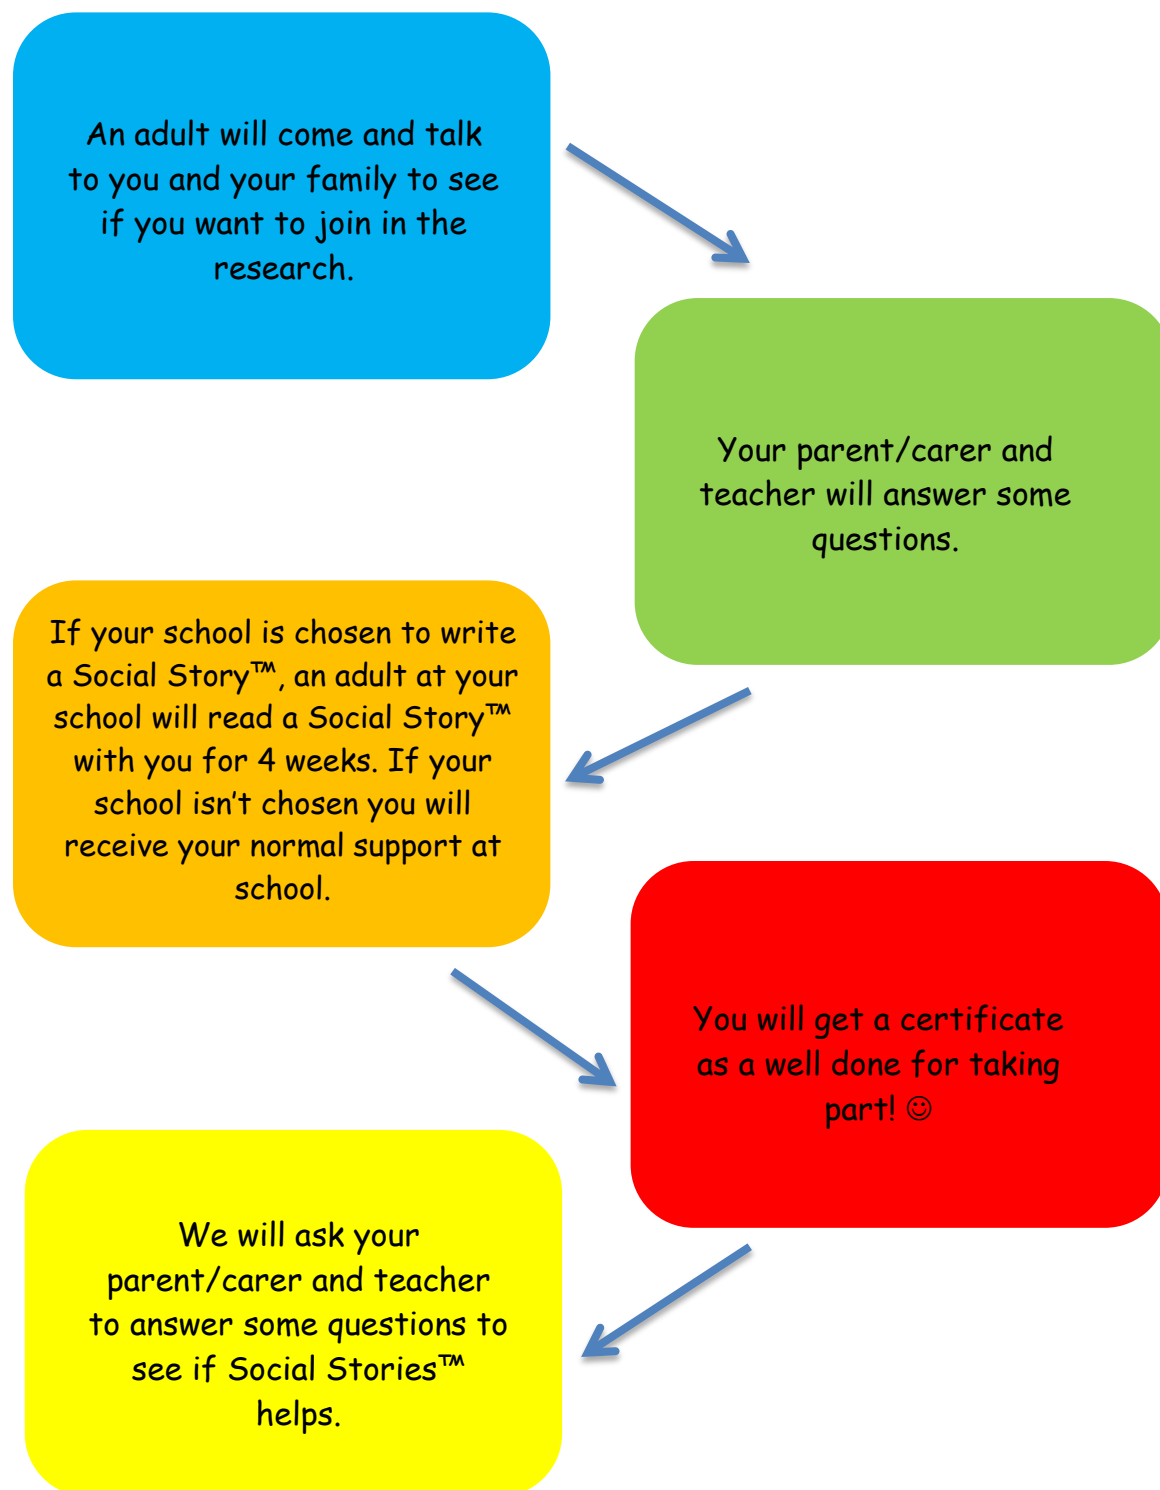 An adult will come and talk
to you and your family to see
if you want to join in the
research.
Your parent/carer and
teacher will answer some
questions.
If your school is chosen to write
a Social Story™, an adult at your
school will read a Social Story™
with you for 4 weeks. If your
school isn't chosen you will
receive your normal support at
school.
You will get a certificate
as a well done for taking
part! ☺
We will ask your
parent/carer and teacher
to answer some questions to
see if Social Stories™
helps.